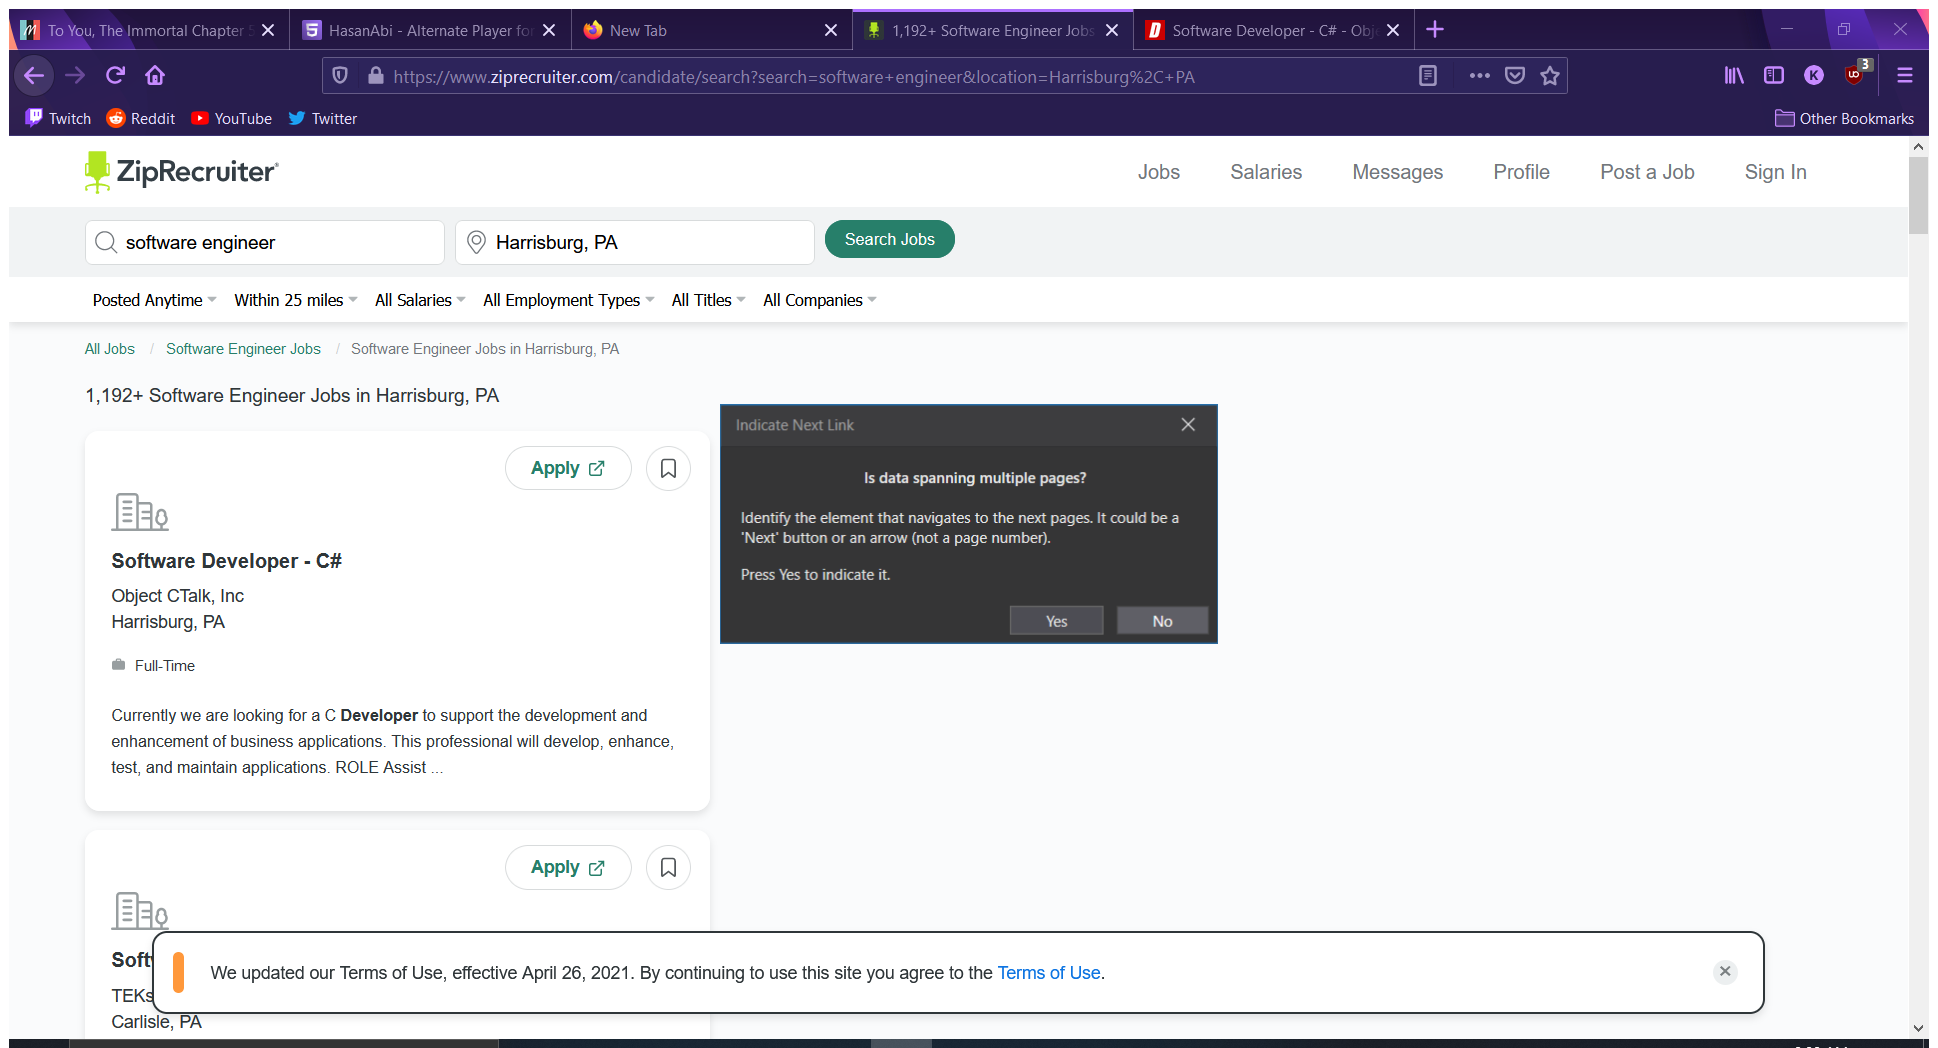 To You, The Immortal Chapter 5
HasanAbi - Alternate Player for
New Tab
1,192+ Software Engineer Jobs
Software Developer - C# - Obje
https://www.ziprecruiter.com/candidate/search?search=software+engineer&location=Harrisburg%2C+PA
K
3
Twitch
Reddit
YouTube
Twitter
Other Bookmarks
ZipRecruiter
Jobs
Salaries
Messages
Profile
Post a Job
Sign In
software engineer
Harrisburg, PA
Search Jobs
Posted Anytime
Within 25 miles
All Salaries
All Employment Types
All Titles
All Companies
All Jobs / Software Engineer Jobs / Software Engineer Jobs in Harrisburg, PA
1,192+ Software Engineer Jobs in Harrisburg, PA
Apply
Software Developer - C#
Object CTalk, Inc
Harrisburg, PA
Full-Time
Currently we are looking for a C Developer to support the development and
enhancement of business applications. This professional will develop, enhance,
test, and maintain applications. ROLE Assist ...
Indicate Next Link
Is data spanning multiple pages?
Identify the element that navigates to the next pages. It could be a
'Next' button or an arrow (not a page number).
Press Yes to indicate it.
Yes
No
Apply
Soft
TEKs
Carlisle, PA
We updated our Terms of Use, effective April 26, 2021. By continuing to use this site you agree to the Terms of Use.